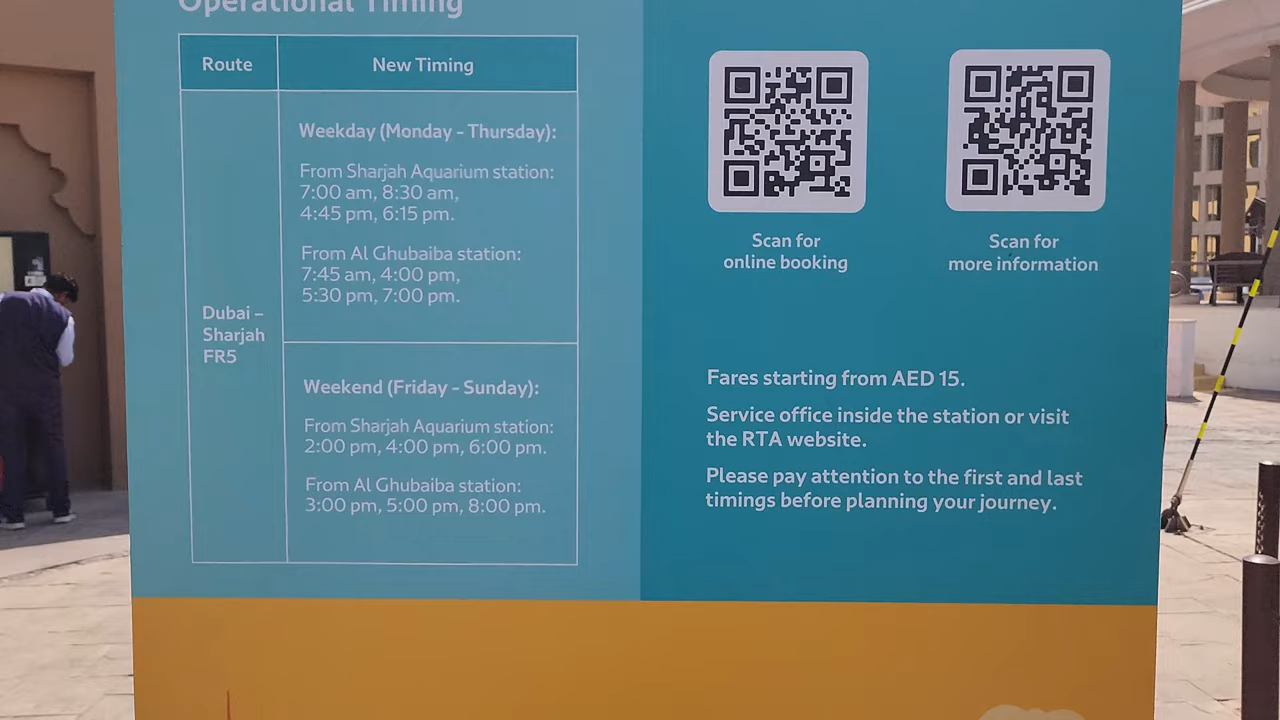 Operational Timing
Route
New Timing
Dubai –
Sharjah
FR5
Weekday (Monday - Thursday):
From Sharjah Aquarium station:
7:00 am, 8:30 am,
4:45 pm, 6:15 pm.
From Al Ghubaiba station:
7:45 am, 4:00 pm,
5:30 pm, 7:00 pm.
Weekend (Friday - Sunday):
From Sharjah Aquarium station:
2:00 pm, 4:00 pm, 6:00 pm.
From Al Ghubaiba station:
3:00 pm, 5:00 pm, 8:00 pm.
Scan for
online booking
Scan for
more information
Fares starting from AED 15.
Service office inside the station or visit
the RTA website.
Please pay attention to the first and last
timings before planning your journey.